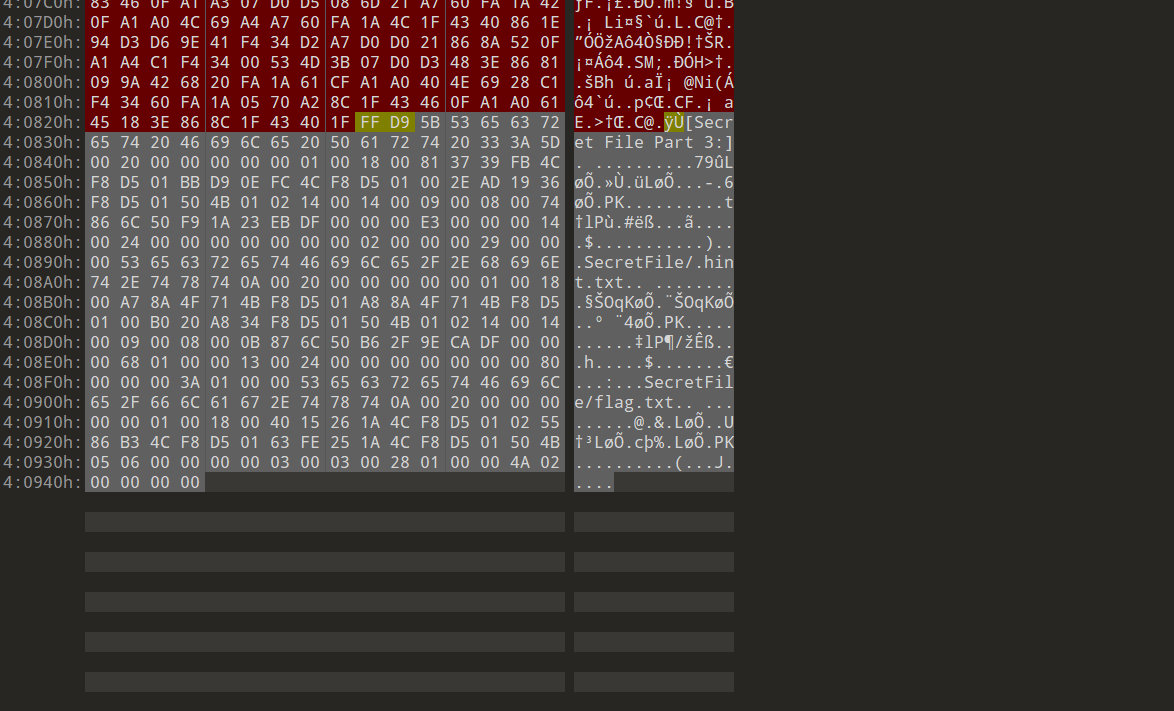 4:07C0h: 83 46 0F A1 A3 07 D0 D5 08 6D 21 A7 60 FA 1A 42 ƒF.¡£.ÐÕ.m!§`ú.B
4:07D0h: 0F A1 A0 4C 69 A4 A7 60 FA 1A 4C 1F 43 40 86 1E .¡ Li¤§`ú.L.C@†.
4:07E0h: 94 D3 D6 9E 41 F4 34 D2 A7 D0 D0 21 86 8A 52 0F ”ÓÖžAô4Ò§ÐÐ!†ŠR.
4:07F0h: A1 A4 C1 F4 34 00 53 4D 3B 07 D0 D3 48 3E 86 81 ¡¤Áô4.SM;.ÐÓH>†.
4:0800h: 09 9A 42 68 20 FA 1A 61 CF A1 A0 40 4E 69 28 C1 .šBh ú.aÏ¡ @Ni(Á
4:0810h: F4 34 60 FA 1A 05 70 A2 8C 1F 43 46 0F A1 A0 61 ô4`ú..p¢Œ.CF.¡ a
4:0820h: 45 18 3E 86 8C 1F 43 40 1F FF D9 5B 53 65 63 72 E.>†Œ.C@.ÿÙ[Secr
4:0830h: 65 74 20 46 69 6C 65 20 50 61 72 74 20 33 3A 5D et File Part 3:]
4:0840h: 00 20 00 00 00 00 00 01 00 18 00 81 37 39 FB 4C . ..........79ûL
4:0850h: F8 D5 01 BB D9 0E FC 4C F8 D5 01 00 2E AD 19 36 øÕ.»Ù.üLøÕ...-.6
4:0860h: F8 D5 01 50 4B 01 02 14 00 14 00 09 00 08 00 74 øÕ.PK..........t
4:0870h: 86 6C 50 F9 1A 23 EB DF 00 00 00 E3 00 00 00 14 †lPù.#ëß...ã....
4:0880h: 00 24 00 00 00 00 00 00 00 02 00 00 00 29 00 00 .$...........)..
4:0890h: 00 53 65 63 72 65 74 46 69 6C 65 2F 2E 68 69 6E .SecretFile/.hin
4:08A0h: 74 2E 74 78 74 0A 00 20 00 00 00 00 00 01 00 18 t.txt.. ........
4:08B0h: 00 A7 8A 4F 71 4B F8 D5 01 A8 8A 4F 71 4B F8 D5 .§ŠOqKøÕ.¨ŠOqKøÕ
4:08C0h: 01 00 B0 20 A8 34 F8 D5 01 50 4B 01 02 14 00 14 ..° ¨4øÕ.PK.....
4:08D0h: 00 09 00 08 00 0B 87 6C 50 B6 2F 9E CA DF 00 00 ......‡lP¶/žÊß..
4:08E0h: 00 68 01 00 00 13 00 24 00 00 00 00 00 00 00 80 .h.....$.......€
4:08F0h: 00 00 00 3A 01 00 00 53 65 63 72 65 74 46 69 6C ...:...SecretFil
4:0900h: 65 2F 66 6C 61 67 2E 74 78 74 0A 00 20 00 00 00 e/flag.txt.. ...
4:0910h: 00 00 01 00 18 00 40 15 26 1A 4C F8 D5 01 02 55 ......@.&.LøÕ..U
4:0920h: 86 B3 4C F8 D5 01 63 FE 25 1A 4C F8 D5 01 50 4B †³LøÕ.cþ%.LøÕ.PK
4:0930h: 05 06 00 00 00 00 03 00 03 00 28 01 00 00 4A 02 ..........(...J.
4:0940h: 00 00 00 00 ....